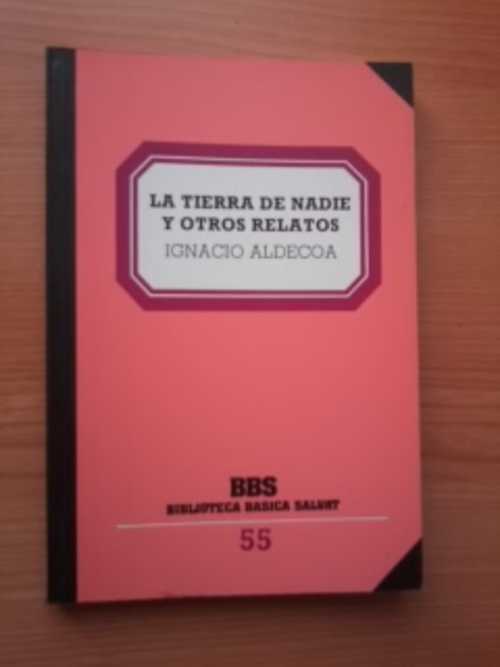 LA TIERRA DE NADIE
Y OTROS RELATOS
IGNACIO ALDECOA
BBS
BIBLIOTECA BASICA SALVAT
55